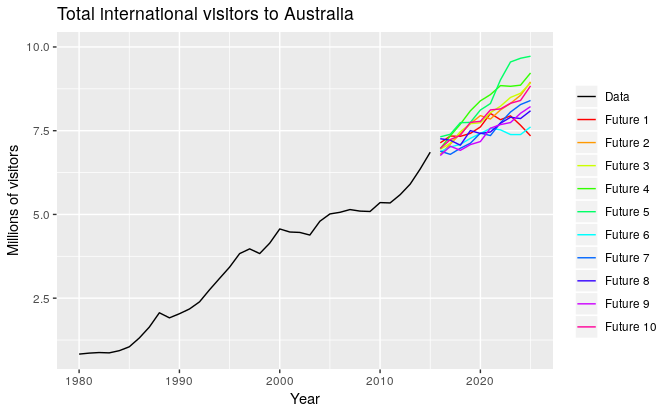 Total international visitors to Australia
Millions of visitors
10.0
7.5
5.0
2.5
1980
1990
2000
2010
2020
Year
Data
Future 1
Future 2
Future 3
Future 4
Future 5
Future 6
Future 7
Future 8
Future 9
Future 10